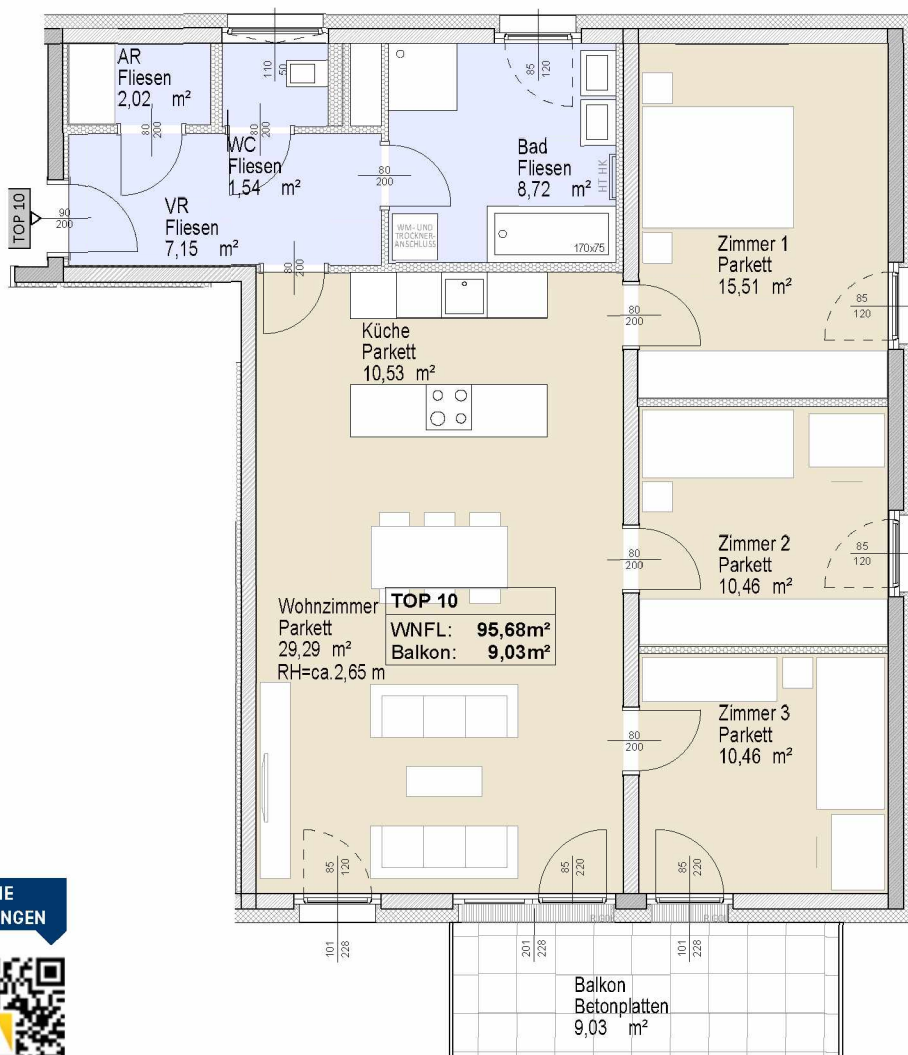 AR
Fliesen
2,02 m²
110
50
85
120
80
200
80
200
WC
Fliesen
1,54 m²
Bad
Fliesen
8,72 m²
HT HK
80
200
TOP 10
90
200
VR
Fliesen
7,15 m²
WM- UND
TROCKNER-
ANSCHLUSS
170x75
80
200
Zimmer 1
Parkett
15,51 m²
85
120
80
200
Küche
Parkett
10,53 m²
Zimmer 2
Parkett
10,46 m²
85
120
80
200
Wohnzimmer
Parkett
29,29 m²
RH=ca.2,65 m
TOP 10
WNFL: 95,68m²
Balkon: 9,03m²
Zimmer 3
Parkett
10,46 m²
80
200
85
120
85
220
85
220
101
228
201
228
101
228
IE
NGEN
Balkon
Betonplatten
9,03 m²